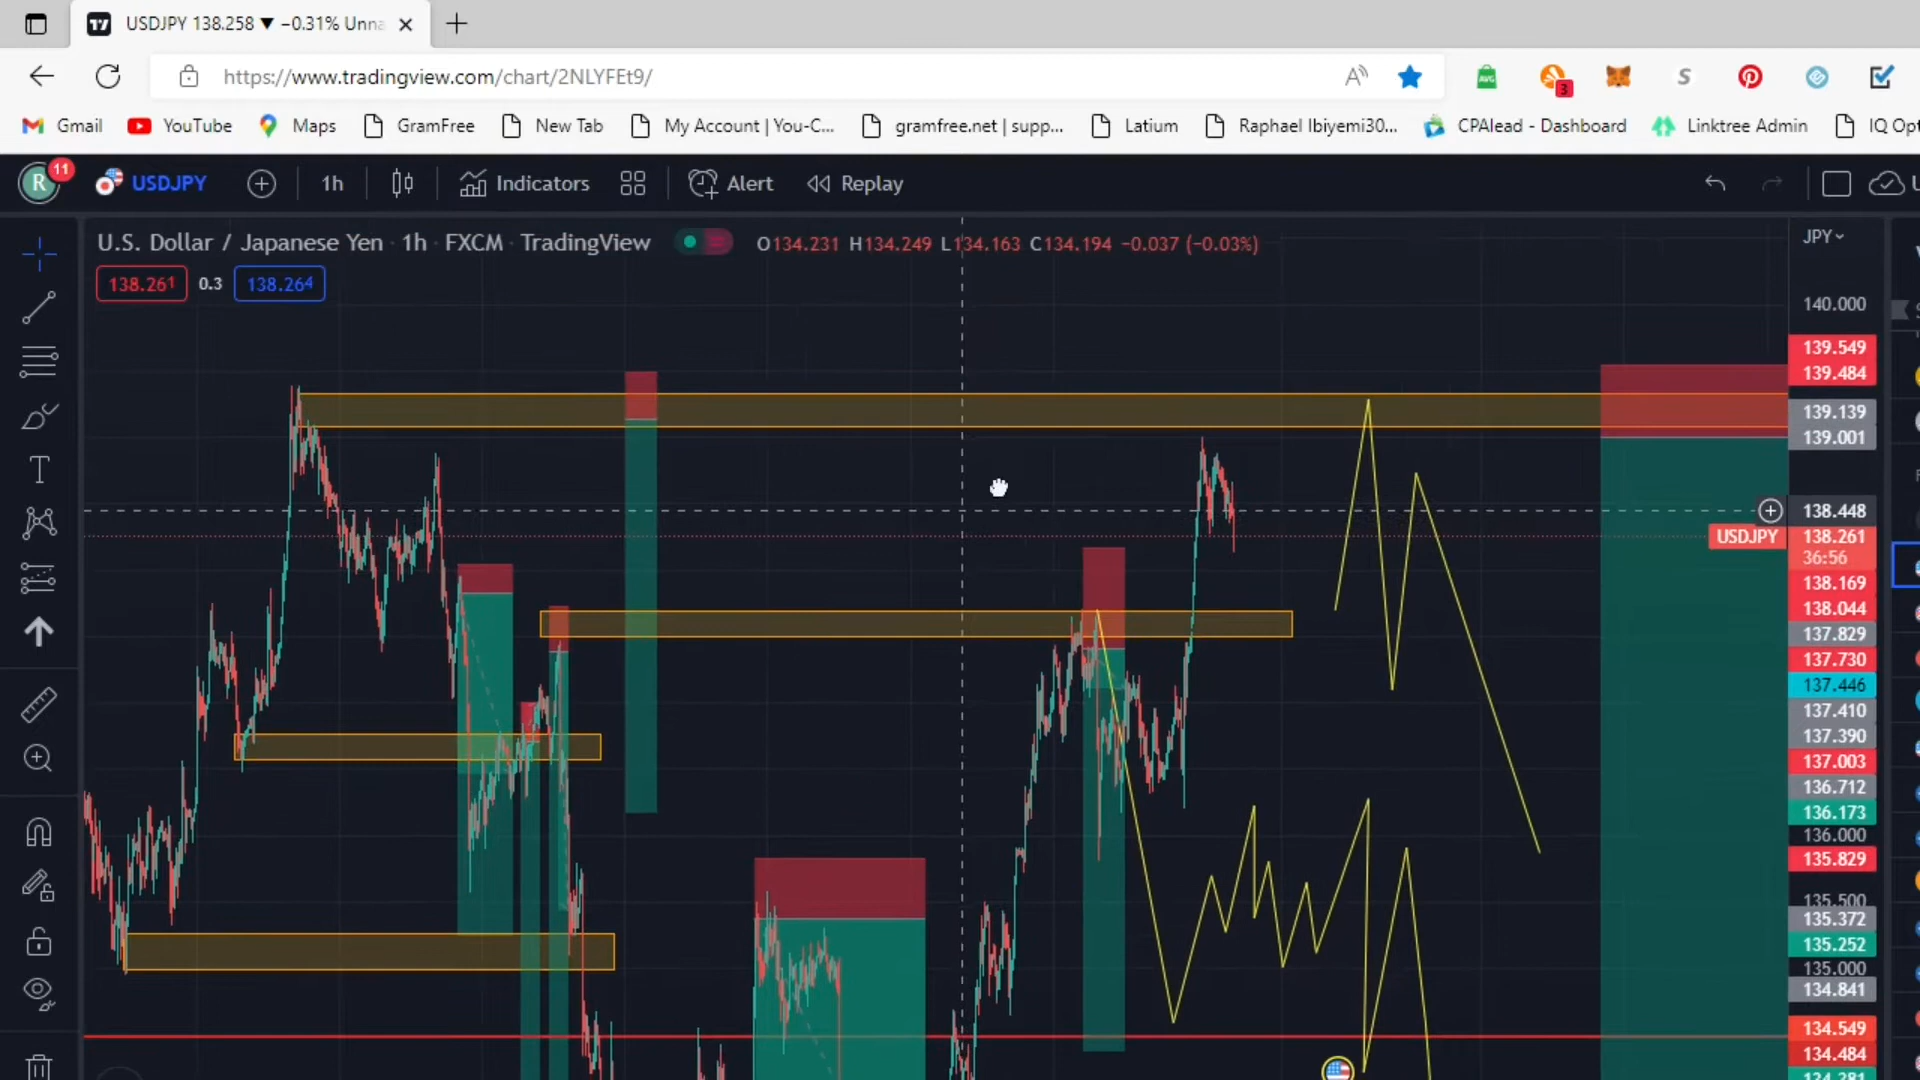 USDJPY 138.258 ▼ −0.31% Unna
https://www.tradingview.com/chart/2NLYFEt9/
A
AVG
3
S
Gmail YouTube Maps GramFree New Tab My Account | You-C... gramfree.net | supp... Latium Raphael Ibiyemi30... CPAlead - Dashboard Linktree Admin IQ Opt
R 11 USDJPY 1h Indicators Alert Replay U
U.S. Dollar / Japanese Yen · 1h · FXCM · TradingView O134.231 H134.249 L134.163 C134.194 −0.037 (−0.03%)
JPY
138.261 0.3 138.264
140.000
139.549
139.484
139.139
139.001
138.448
USDJPY 138.261
36:56
138.169
138.044
137.829
137.730
137.446
137.410
137.390
137.003
136.712
136.173
136.000
135.829
135.500
135.372
135.252
135.000
134.841
134.549
134.484
134.281